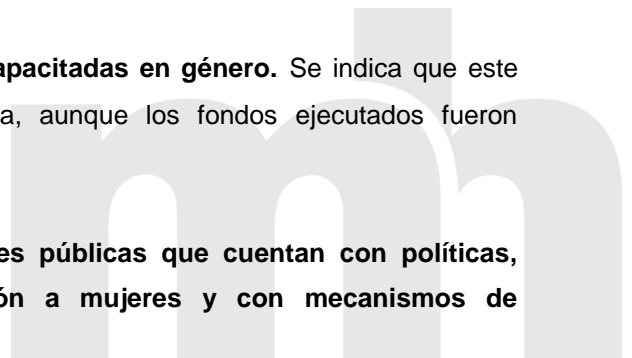 apacitadas en género. Se indica que este
a, aunque los fondos ejecutados fueron
es públicas que cuentan con políticas,
ón a mujeres y con mecanismos de